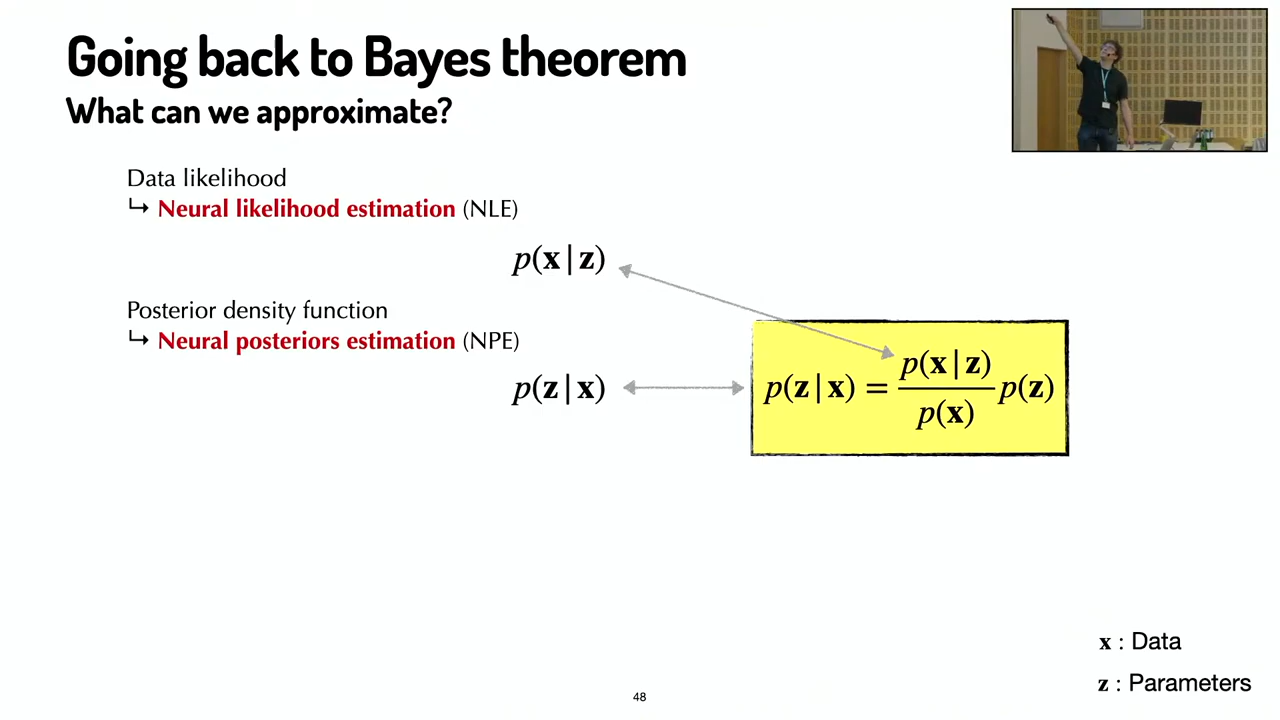 Going back to Bayes theorem
What can we approximate?
Data likelihood
↳ Neural likelihood estimation (NLE)
p(x|z)
Posterior density function
↳ Neural posteriors estimation (NPE)
p(z|x)
p(z|x) = p(x|z) / p(x) p(z)
x : Data
z : Parameters
48